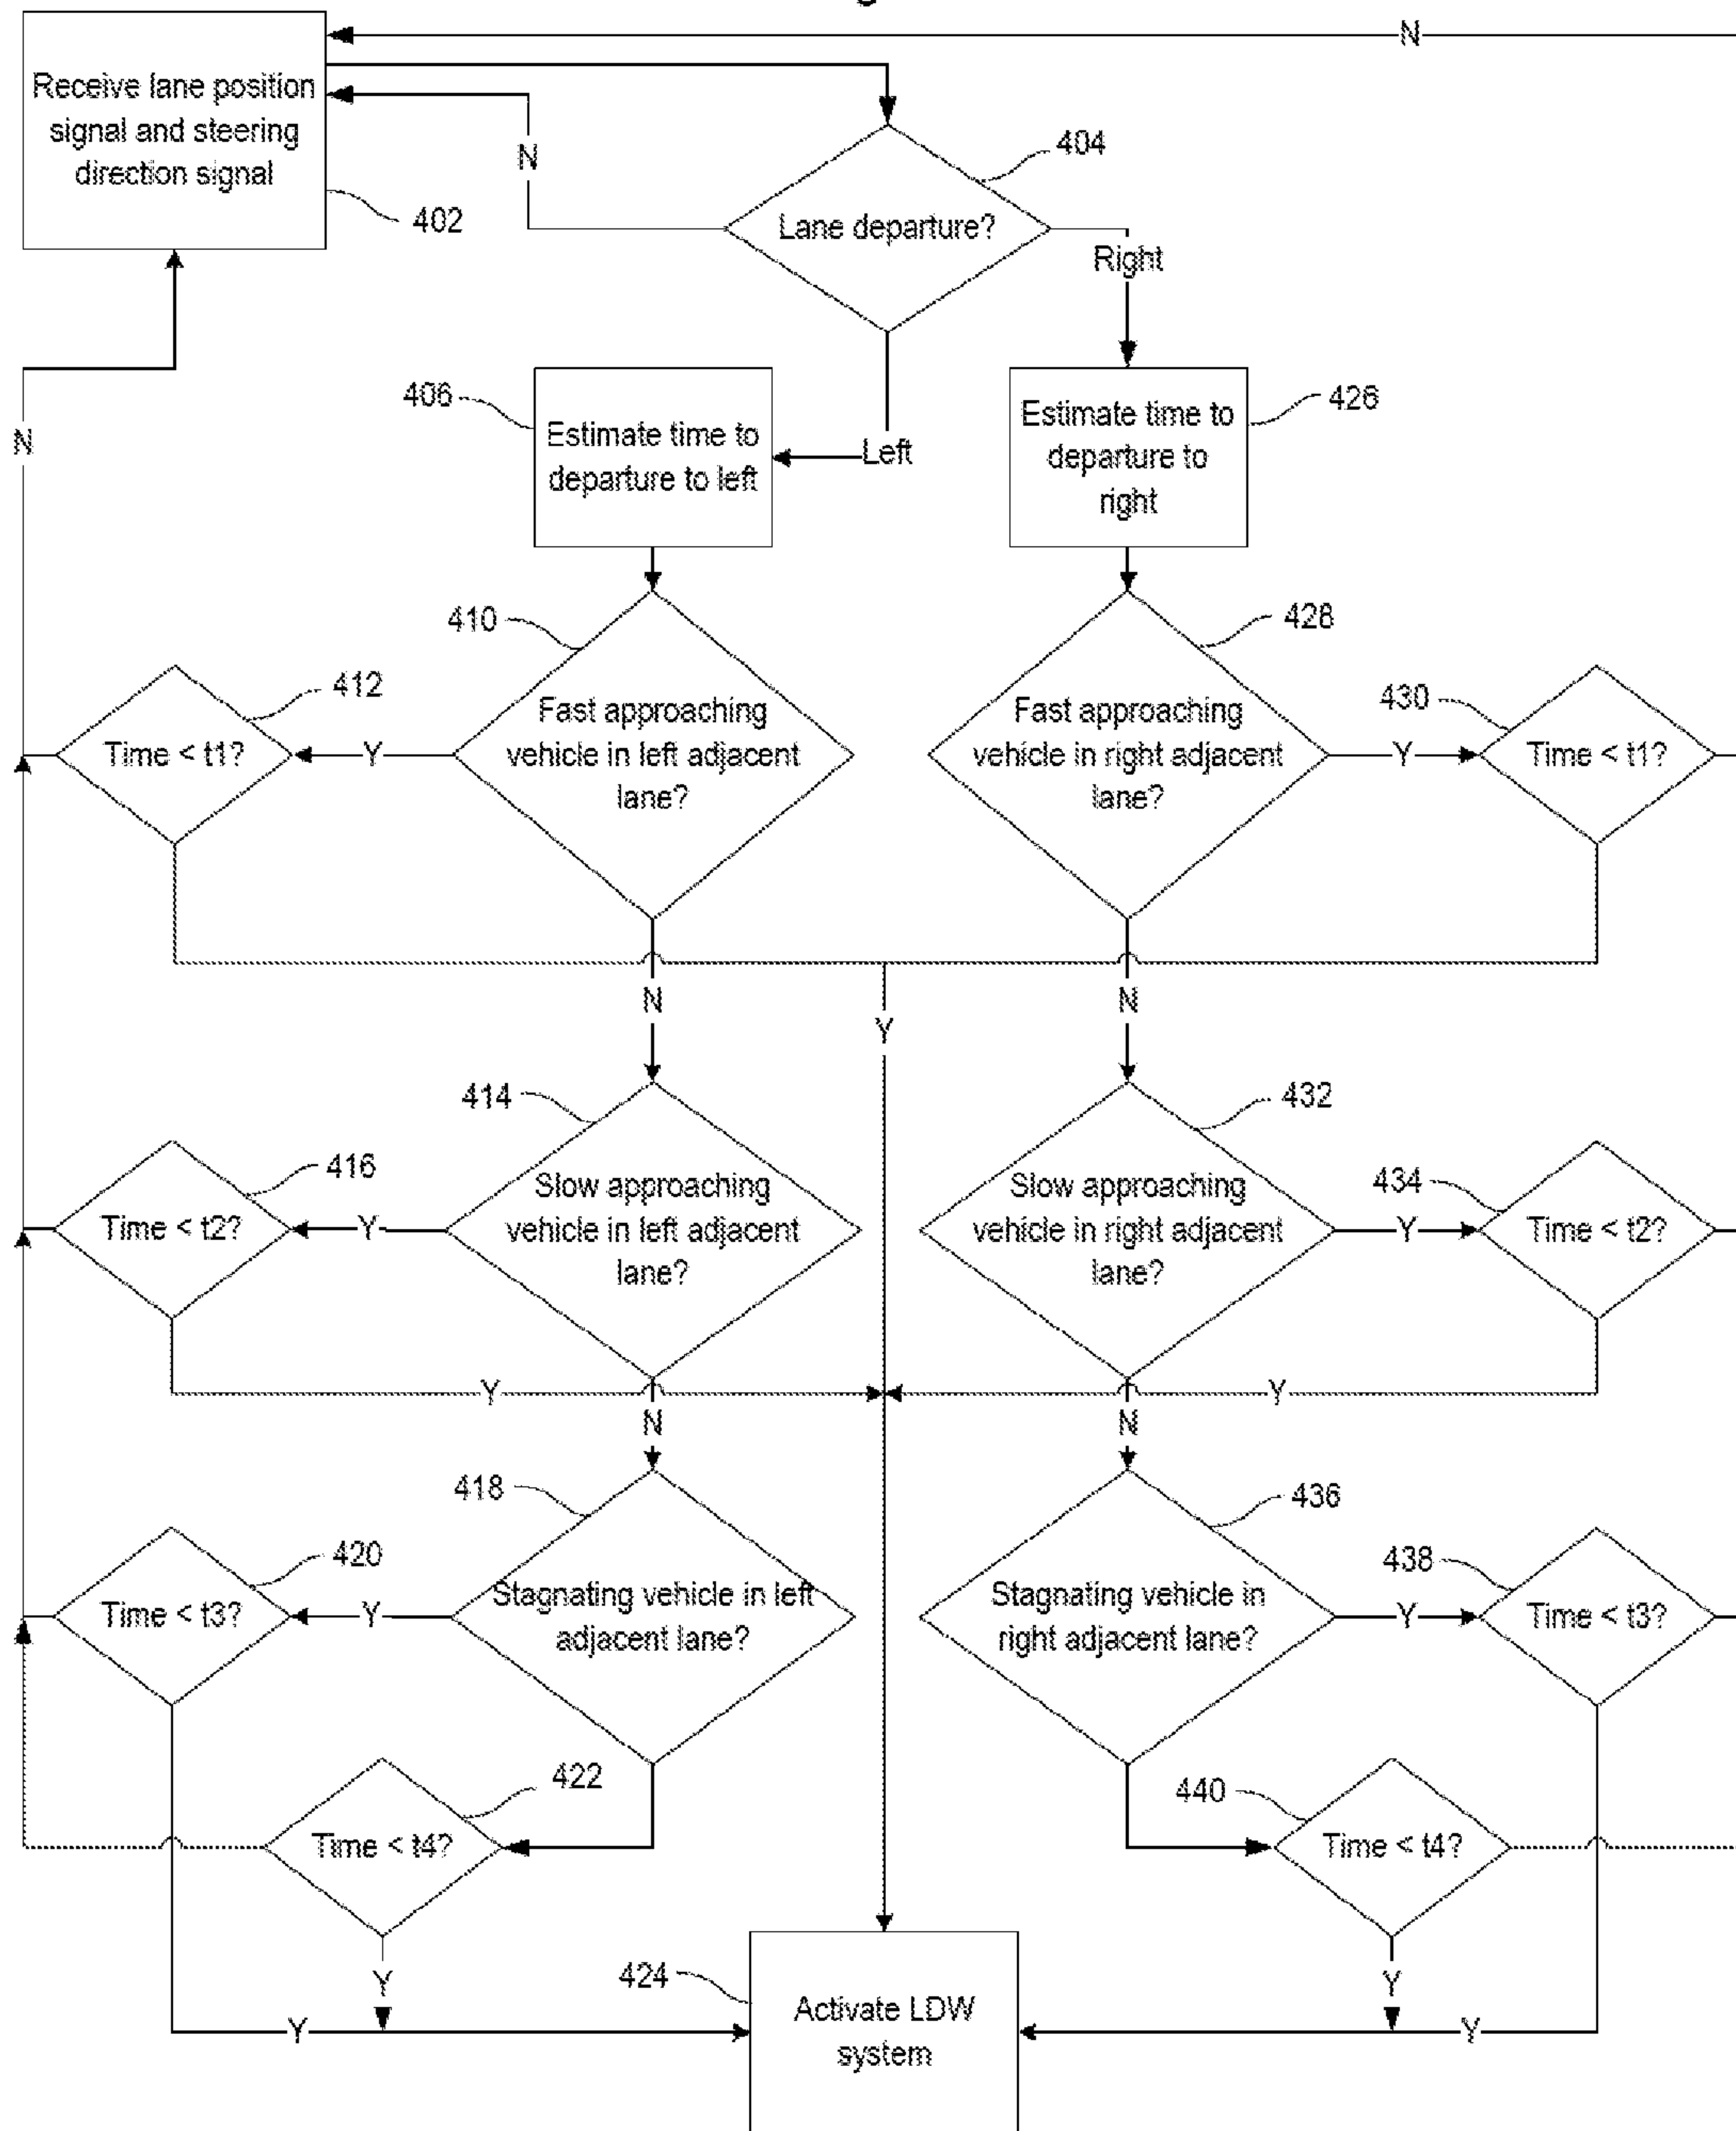 N
Receive lane position
signal and steering
direction signal
402
N
404
Lane departure?
Right
406
Estimate time to
departure to left
Left
426
Estimate time to
departure to
right
N
410
Fast approaching
vehicle in left adjacent
lane?
428
Fast approaching
vehicle in right adjacent
lane?
412
Time < t1?
Y
430
Time < t1?
Y
N
Y
N
414
Slow approaching
vehicle in left adjacent
lane?
432
Slow approaching
vehicle in right adjacent
lane?
416
Time < t2?
Y
434
Time < t2?
Y
Y
N
N
Y
418
Stagnating vehicle in left
adjacent lane?
436
Stagnating vehicle in
right adjacent lane?
420
Time < t3?
Y
438
Time < t3?
Y
422
Time < t4?
440
Time < t4?
Y
Y
424
Activate LDW
system
Y
Y